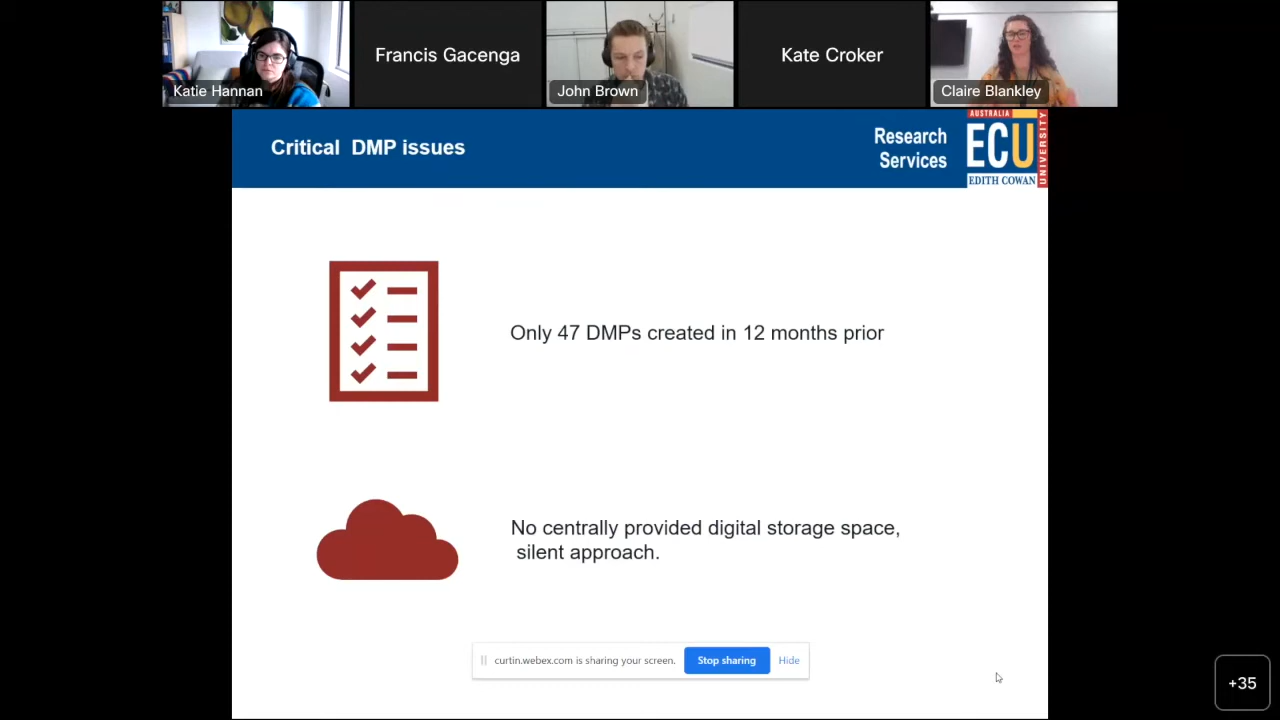 Katie Hannan
Francis Gacenga
John Brown
Kate Croker
Claire Blankley
Critical DMP issues
Research
Services
AUSTRALIA
ECU
EDITH COWAN
UNIVERSITY
Only 47 DMPs created in 12 months prior
No centrally provided digital storage space,
silent approach.
curtin.webex.com is sharing your screen.
Stop sharing
Hide
+35